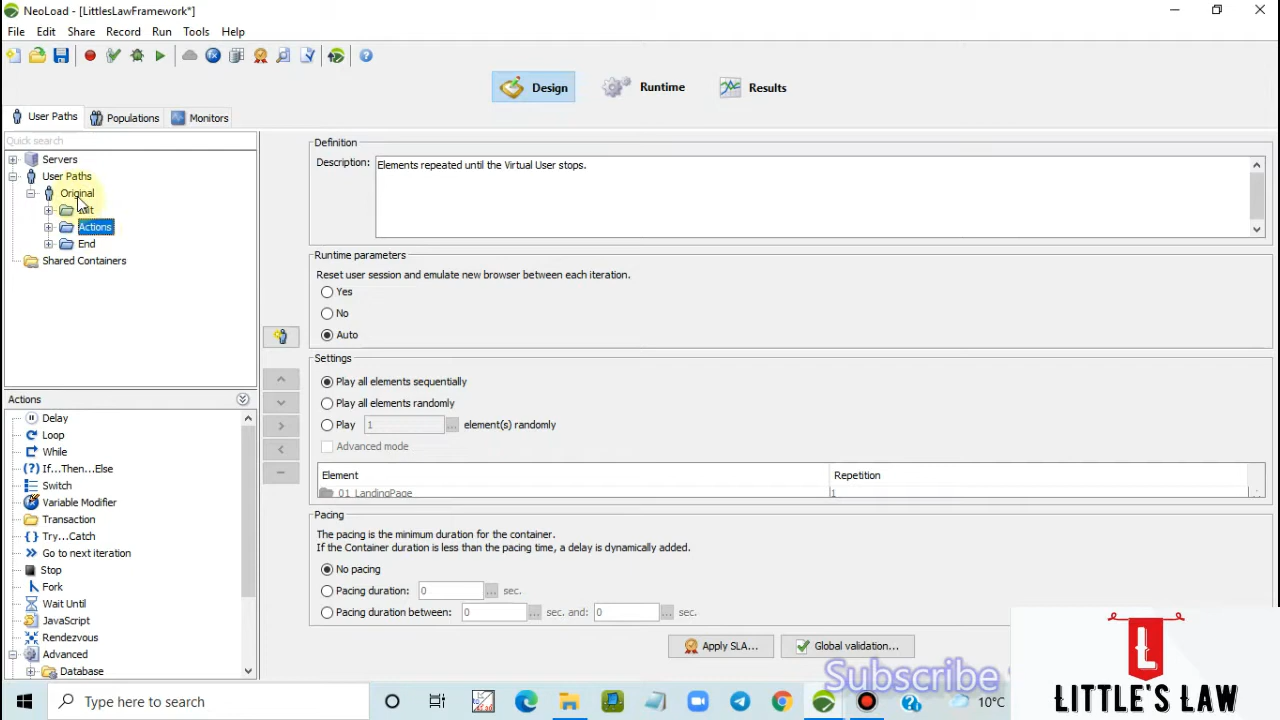 NeoLoad - [LittlesLawFramework*]
File Edit Share Record Run Tools Help
Design Runtime Results
User Paths Populations Monitors
Quick search
Servers
User Paths
Original
Actions
End
Shared Containers
Definition
Description: Elements repeated until the Virtual User stops.
Runtime parameters
Reset user session and emulate new browser between each iteration.
Yes
No
Auto
Settings
Play all elements sequentially
Play all elements randomly
Play 1 ... element(s) randomly
Advanced mode
Element Repetition
01_LandingPage 1
Pacing
The pacing is the minimum duration for the container.
If the Container duration is less than the pacing time, a delay is dynamically added.
No pacing
Pacing duration: 0 ... sec.
Pacing duration between: 0 ... sec. and: 0 ... sec.
Apply SLA... Global validation...
Actions
Delay
Loop
While
If...Then...Else
Switch
Variable Modifier
Transaction
Try...Catch
Go to next iteration
Stop
Fork
Wait Until
JavaScript
Rendezvous
Advanced
Database
Subscribe
L
LITTLE'S LAW
Type here to search
10°C